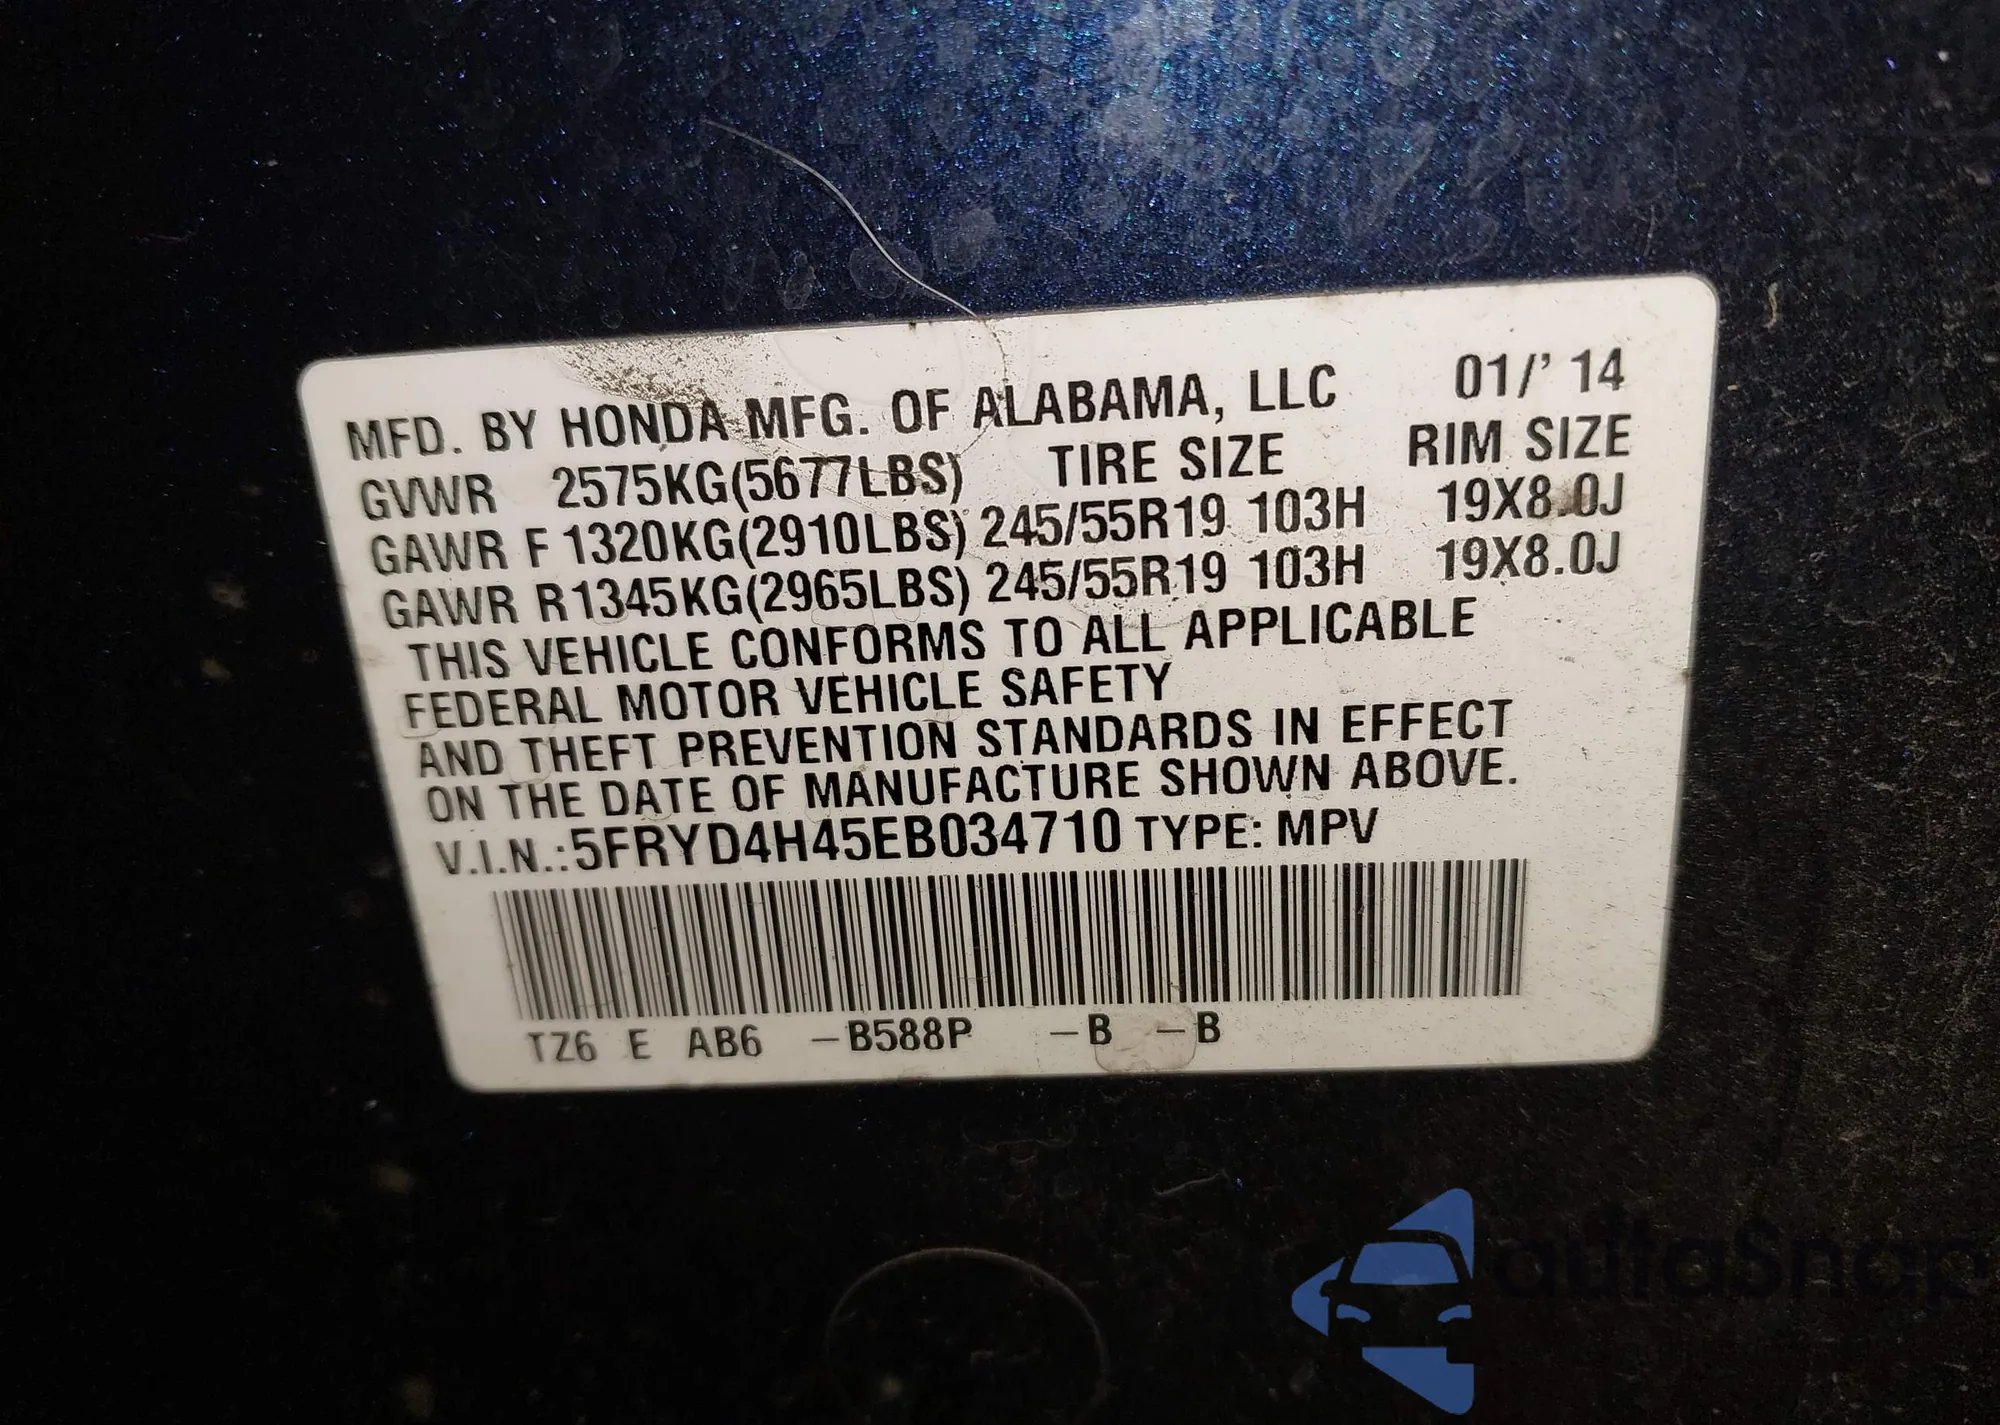 MFD. BY HONDA MFG. OF ALABAMA, LLC 01/' 14
GVWR 2575KG(5677LBS) TIRE SIZE RIM SIZE
GAWR F 1320KG(2910LBS) 245/55R19 103H 19X8.0J
GAWR R1345KG(2965LBS) 245/55R19 103H 19X8.0J
THIS VEHICLE CONFORMS TO ALL APPLICABLE
FEDERAL MOTOR VEHICLE SAFETY
AND THEFT PREVENTION STANDARDS IN EFFECT
ON THE DATE OF MANUFACTURE SHOWN ABOVE.
V.I.N.:5FRYD4H45EB034710 TYPE: MPV
TZ6 E AB6 –B588P –B –B
autoSnap